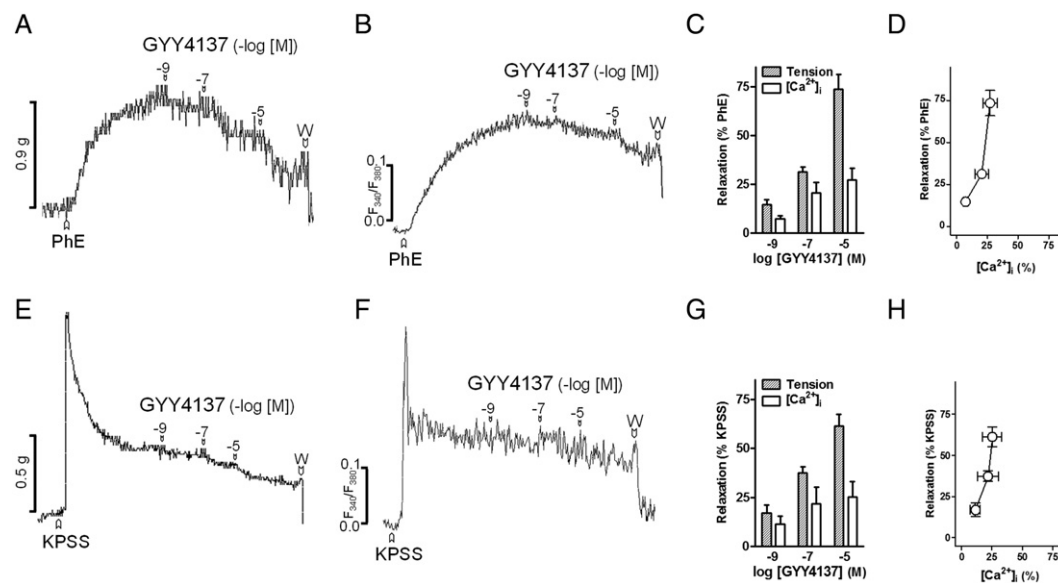 A
GYY4137 (-log [M])
-9
-7
-5
W
0.9 g
PhE
B
GYY4137 (-log [M])
-9
-7
-5
W
0.1
F340/F380
0.0
PhE
C
Tension
[Ca2+]i
Relaxation (% PhE)
75
50
25
0
-9 -7 -5
log [GYY4137] (M)
D
Relaxation (% PhE)
75
50
25
0
0 25 50 75
[Ca2+]i (%)
E
GYY4137 (-log [M])
-9
-7
-5
W
0.5 g
KPSS
F
GYY4137 (-log [M])
-9
-7
-5
W
0.1
F340/F380
0.0
KPSS
G
Tension
[Ca2+]i
Relaxation (% KPSS)
75
50
25
0
-9 -7 -5
log [GYY4137] (M)
H
Relaxation (% KPSS)
75
50
25
0
0 25 50 75
[Ca2+]i (%)